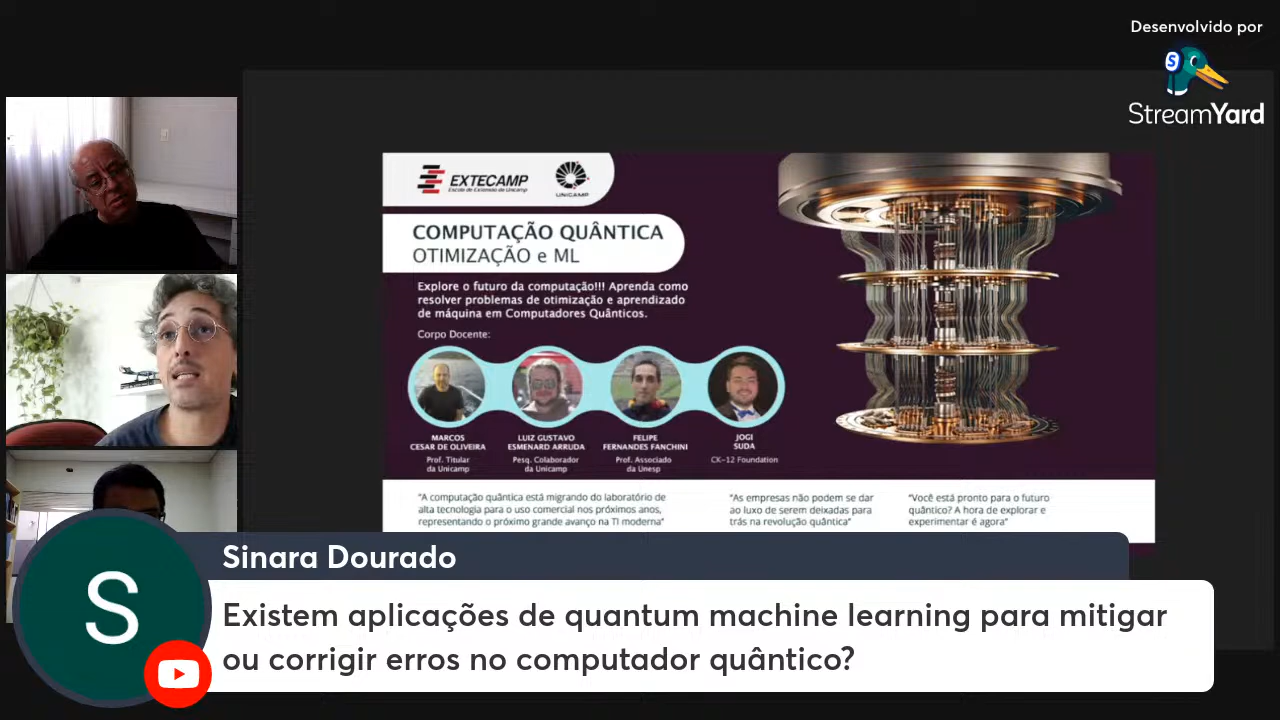 Desenvolvido por
S
StreamYard
EXTECAMP
Escola de Extensão da Unicamp
UNICAMP
COMPUTAÇÃO QUÂNTICA
OTIMIZAÇÃO e ML
Explore o futuro da computação!!! Aprenda como
resolver problemas de otimização e aprendizado
de máquina em Computadores Quânticos.
Corpo Docente:
MARCOS
CESAR DE OLIVEIRA
Prof. Titular
da Unicamp
LUIZ GUSTAVO
ESMENARD ARRUDA
Pesq. Colaborador
da Unicamp
FELIPE
FERNANDES FANCHINI
Prof. Associado
da Unesp
JOGI
SUDA
CK-12 Foundation
"A computação quântica está migrando do laboratório de
alta tecnologia para o uso comercial nos próximos anos,
representando o próximo grande avanço na TI moderna"
"As empresas não podem se dar
ao luxo de serem deixadas para
trás na revolução quântica"
"Você está pronto para o futuro
quântico? A hora de explorar e
experimentar é agora"
S
Sinara Dourado
Existem aplicações de quantum machine learning para mitigar
ou corrigir erros no computador quântico?